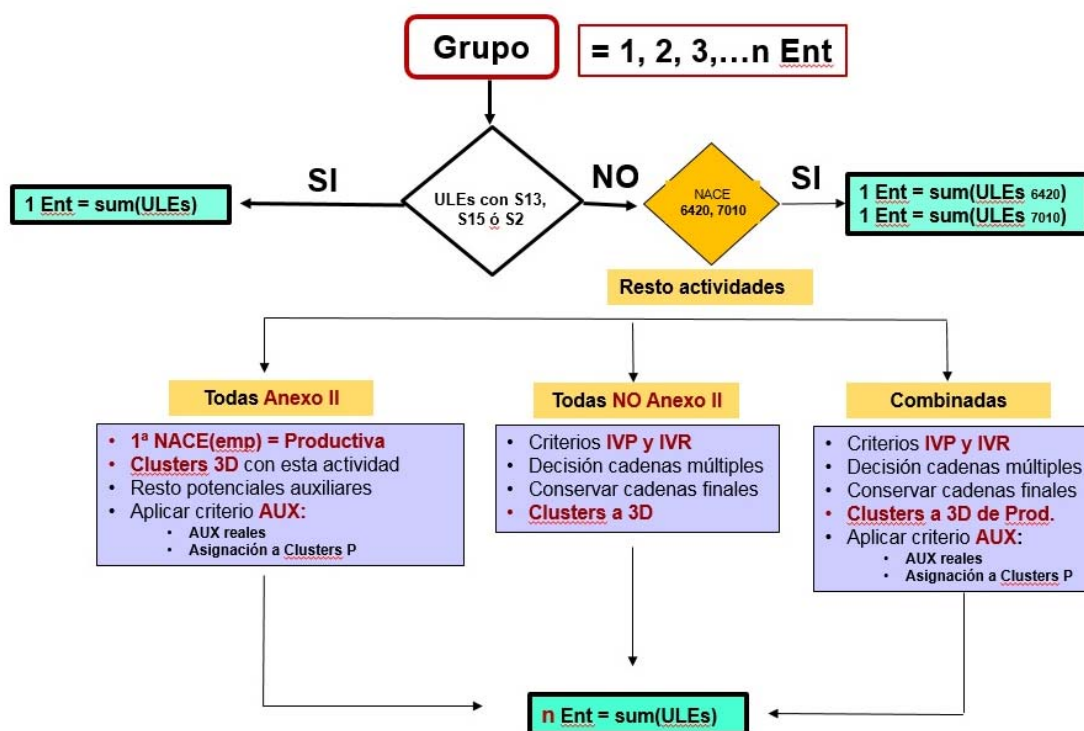 Grupo
= 1, 2, 3,...n Ent
SI
NO
SI
1 Ent = sum(ULEs)
ULEs con S13,
S15 ó S2
NACE
6420, 7010
1 Ent = sum(ULEs 6420)
1 Ent = sum(ULEs 7010)
Resto actividades
Todas Anexo II
• 1ª NACE(emp) = Productiva
• Clusters 3D con esta actividad
• Resto potenciales auxiliares
• Aplicar criterio AUX:
• AUX reales
• Asignación a Clusters P
Todas NO Anexo II
• Criterios IVP y IVR
• Decisión cadenas múltiples
• Conservar cadenas finales
• Clusters a 3D
Combinadas
• Criterios IVP y IVR
• Decisión cadenas múltiples
• Conservar cadenas finales
• Clusters a 3D de Prod.
• Aplicar criterio AUX:
• AUX reales
• Asignación a Clusters P
n Ent = sum(ULEs)